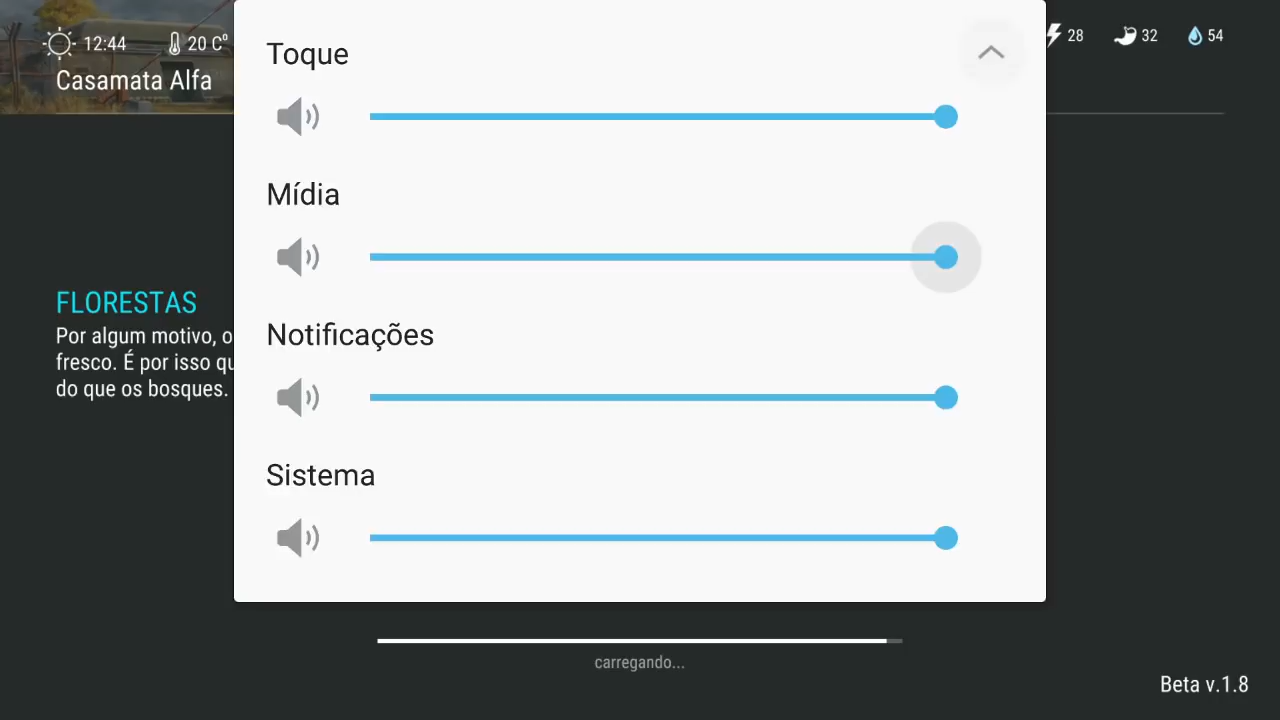 12:44
20 Cº
28
32
54
Casamata Alfa
Toque
Mídia
Notificações
Sistema
FLORESTAS
Por algum motivo, o
fresco. É por isso qu
do que os bosques.
carregando...
Beta v.1.8